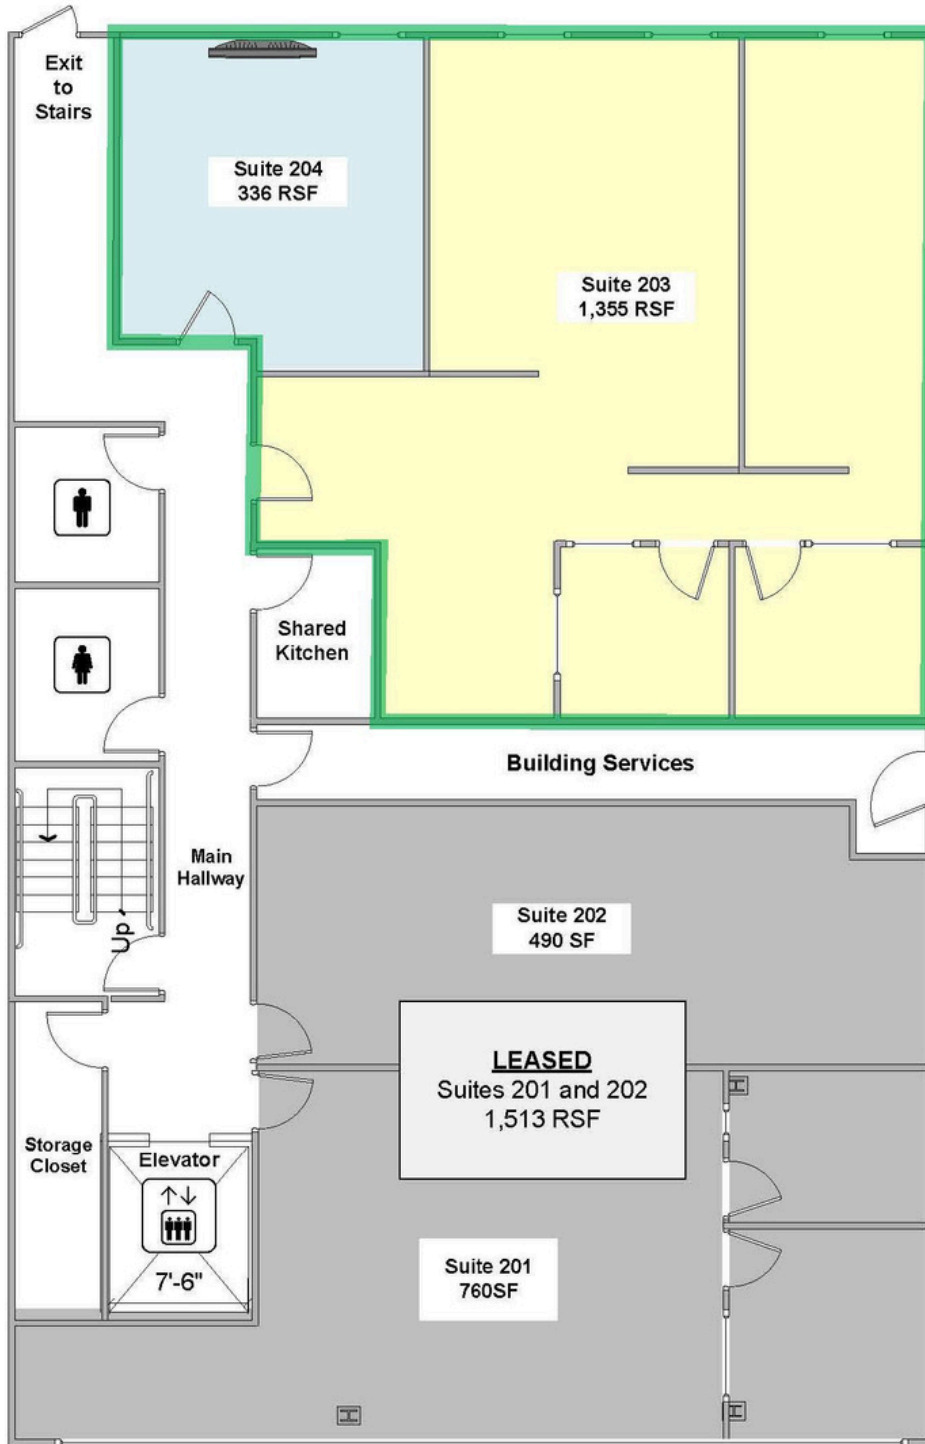 Exit
to
Stairs
Suite 204
336 RSF
Suite 203
1,355 RSF
Shared
Kitchen
Building Services
Main
Hallway
Up
Suite 202
490 SF
LEASED
Suites 201 and 202
1,513 RSF
Storage
Closet
Elevator
7'-6"
Suite 201
760SF